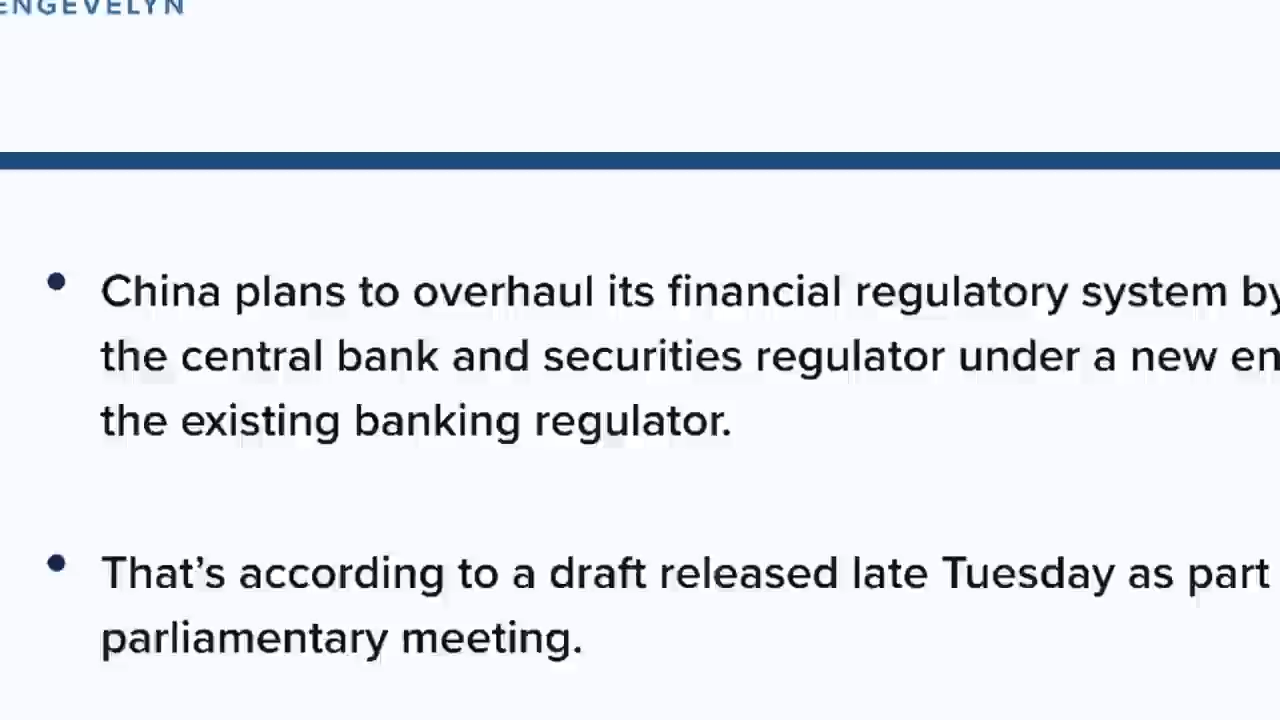 ENGEVELYN
China plans to overhaul its financial regulatory system by
the central bank and securities regulator under a new en
the existing banking regulator.
That’s according to a draft released late Tuesday as part
parliamentary meeting.